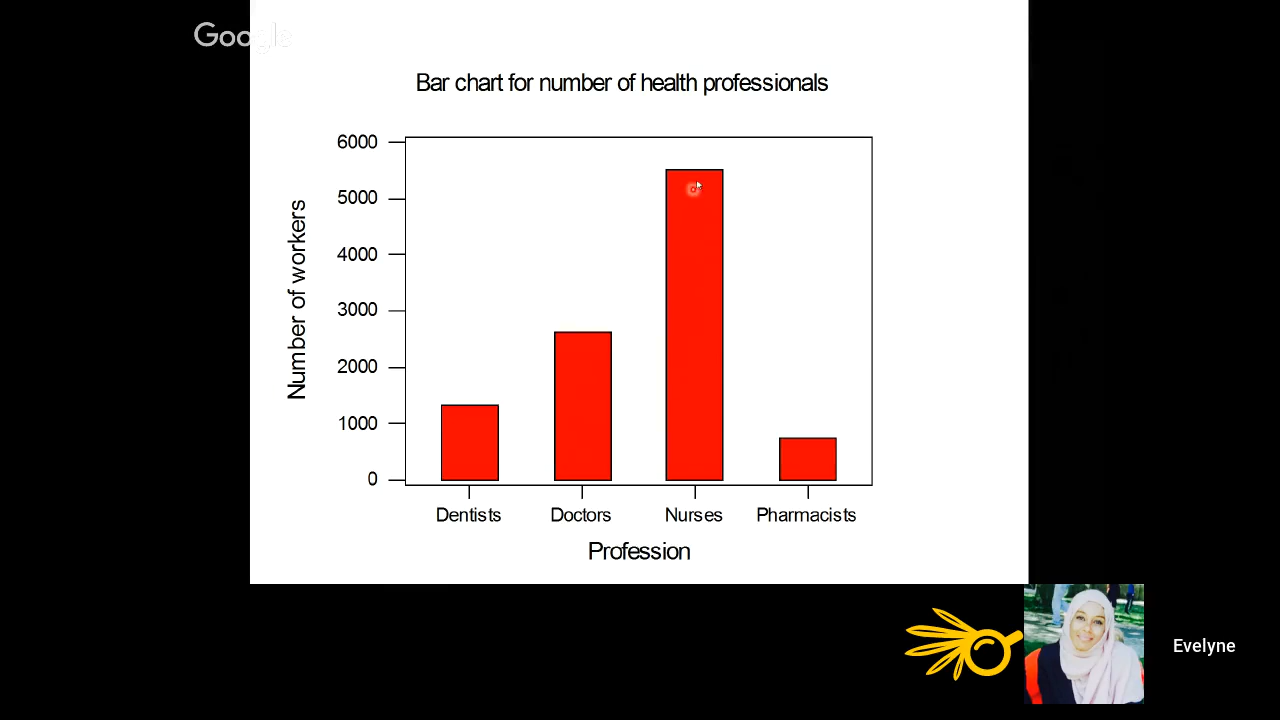 Google
Bar chart for number of health professionals
6000
5000
4000
3000
2000
1000
0
Number of workers
Dentists Doctors Nurses Pharmacists
Profession
Evelyne